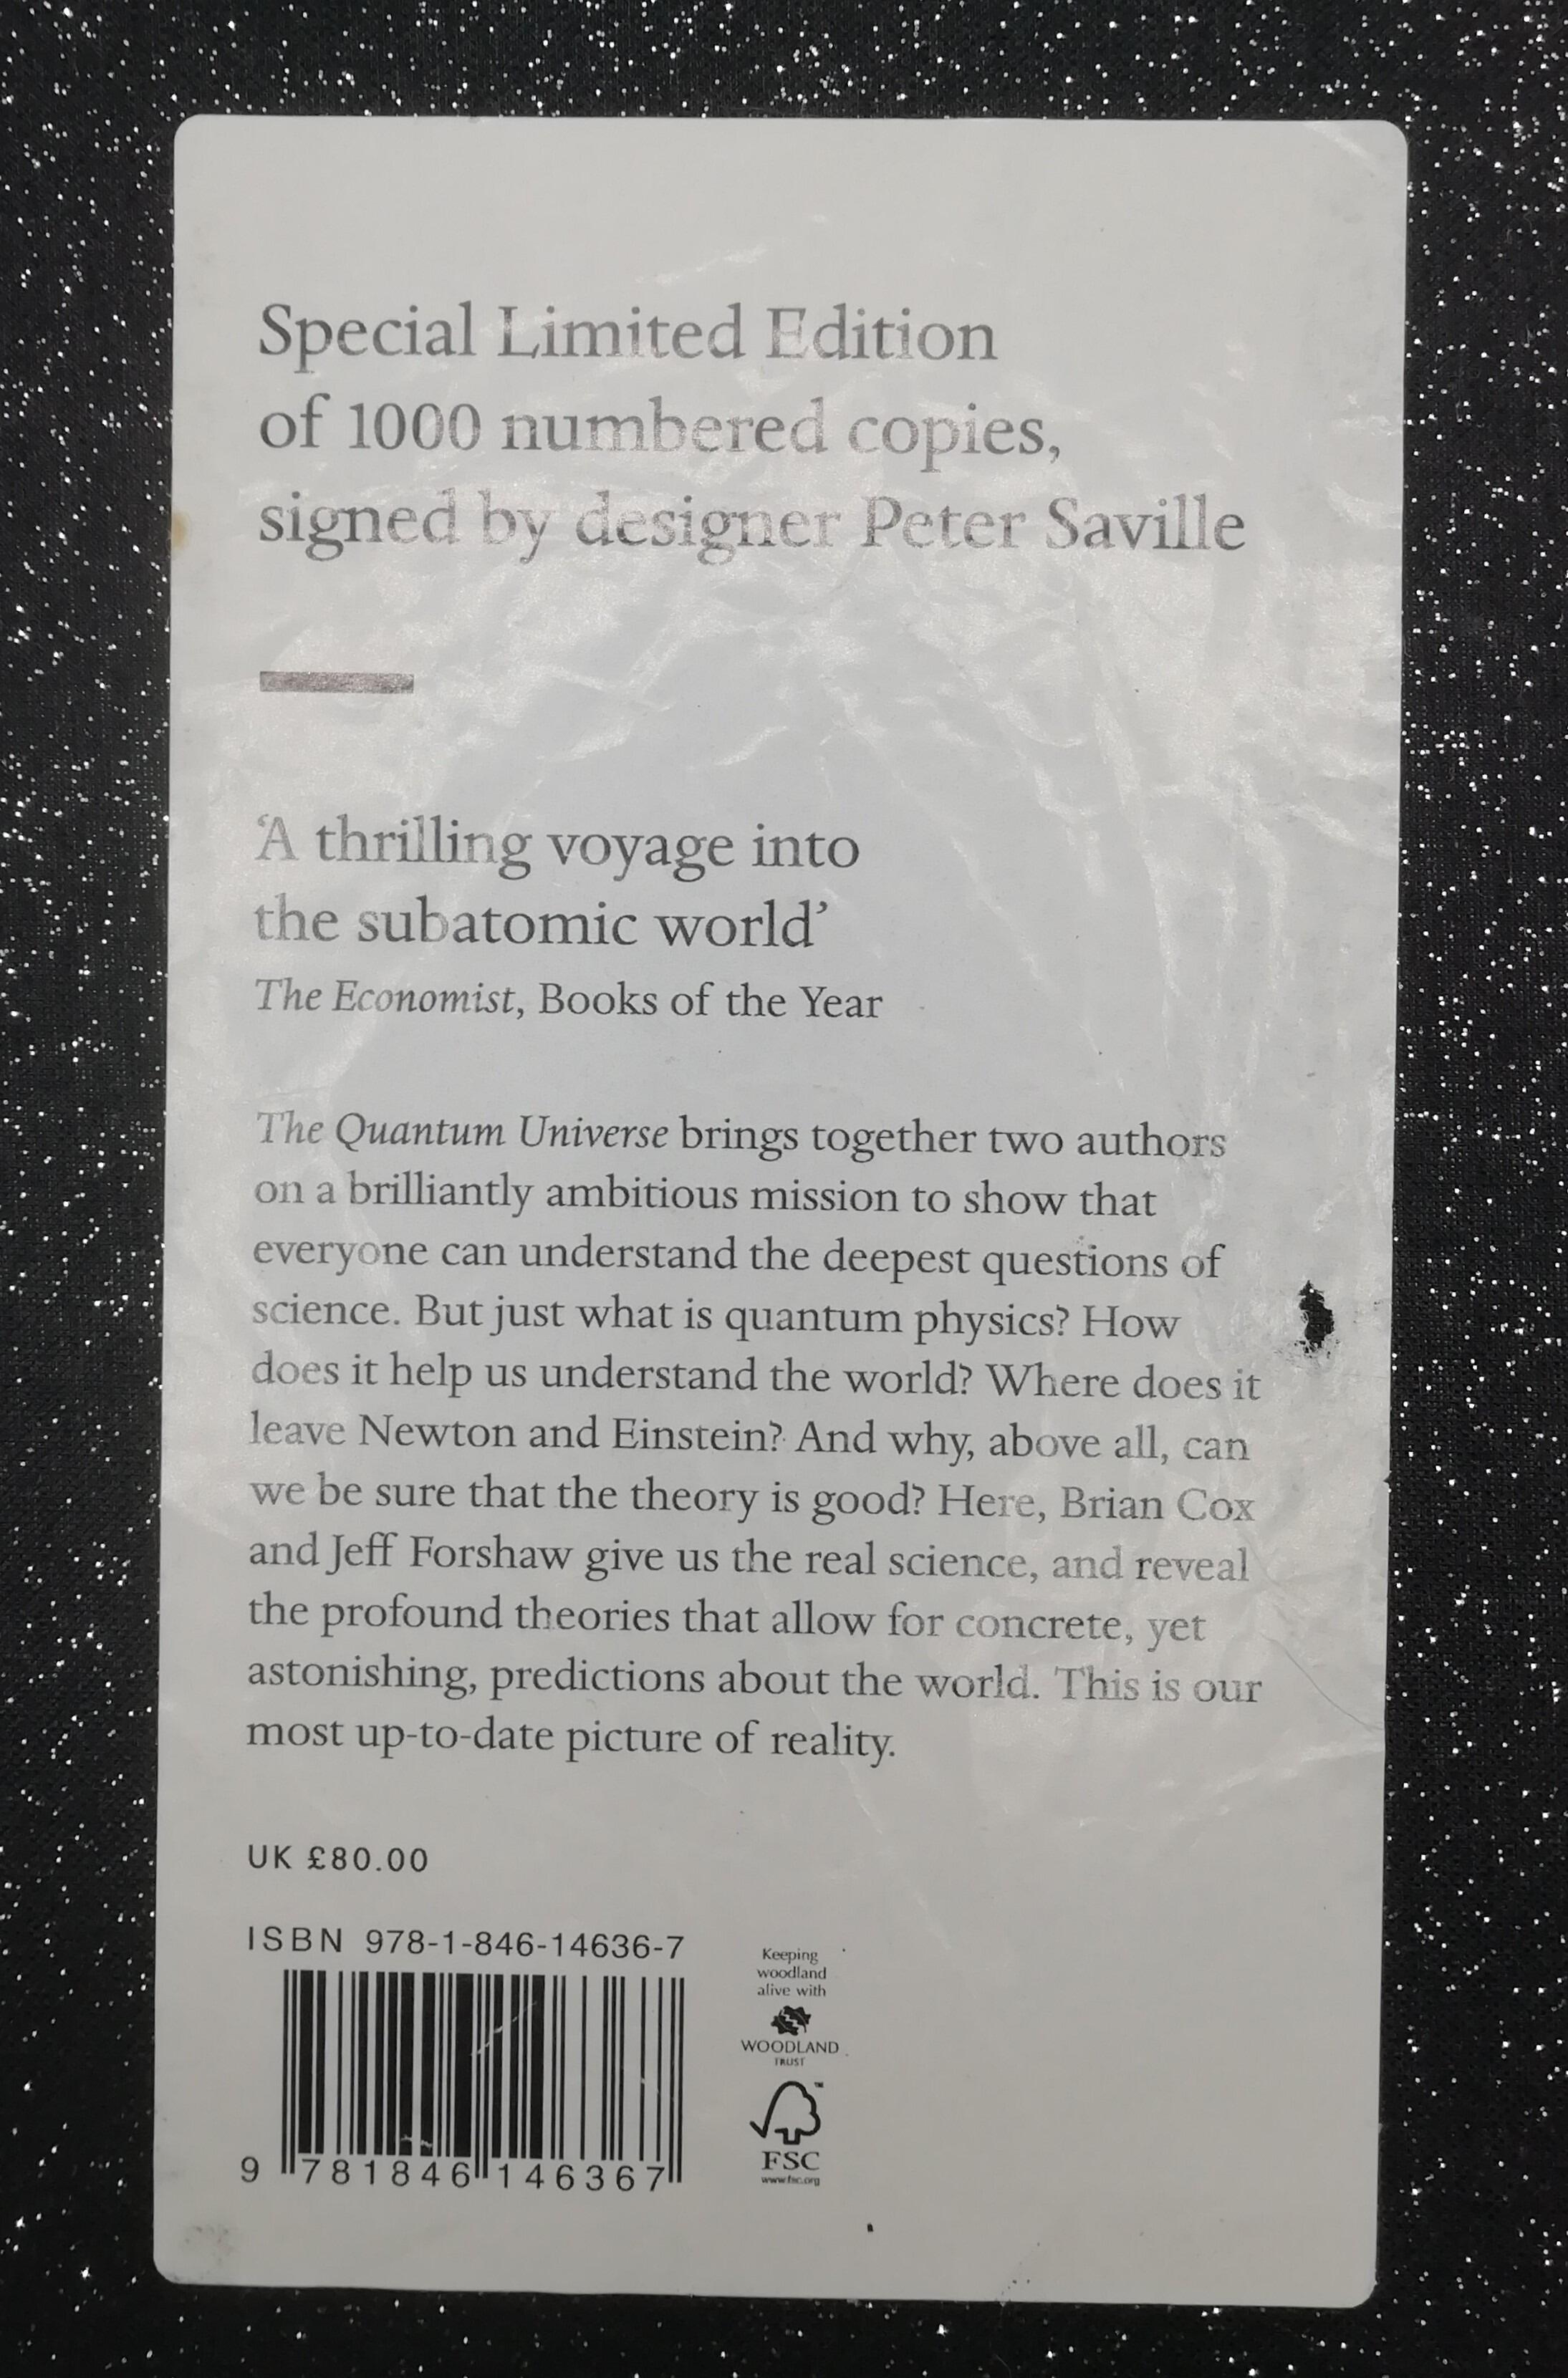 Special Limited Edition
of 1000 numbered copies,
signed by designer Peter Saville
‘A thrilling voyage into
the subatomic world’
The Economist, Books of the Year
The Quantum Universe brings together two authors
on a brilliantly ambitious mission to show that
everyone can understand the deepest questions of
science. But just what is quantum physics? How
does it help us understand the world? Where does it
leave Newton and Einstein? And why, above all, can
we be sure that the theory is good? Here, Brian Cox
and Jeff Forshaw give us the real science, and reveal
the profound theories that allow for concrete, yet
astonishing, predictions about the world. This is our
most up-to-date picture of reality.
UK £80.00
ISBN 978-1-846-14636-7
9 781846 146367
Keeping
woodland
alive with
WOODLAND
TRUST
™
FSC
www.fsc.org